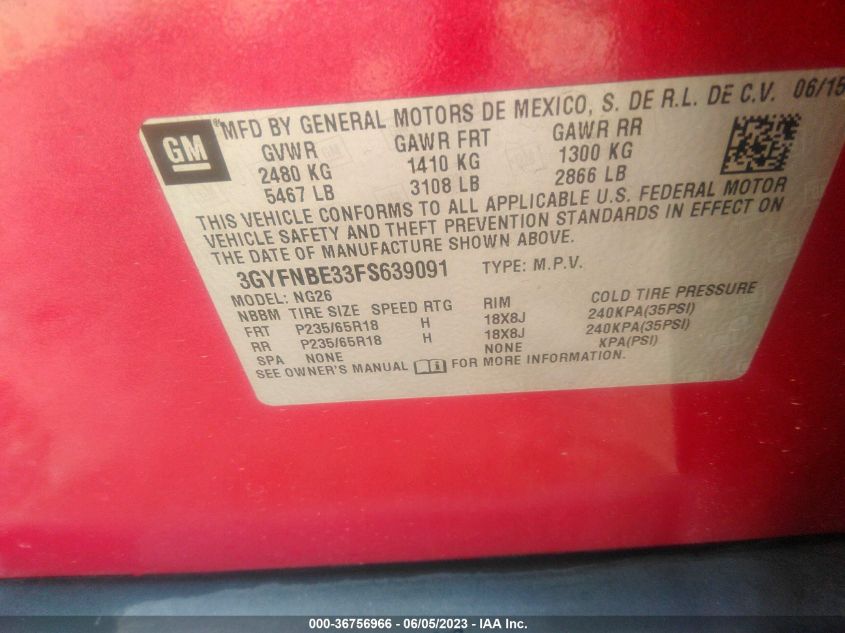 GM ® MFD BY GENERAL MOTORS DE MEXICO, S. DE R.L. DE C.V. 06/15
GVWR GAWR FRT GAWR RR
2480 KG 1410 KG 1300 KG
5467 LB 3108 LB 2866 LB
THIS VEHICLE CONFORMS TO ALL APPLICABLE U.S. FEDERAL MOTOR
VEHICLE SAFETY AND THEFT PREVENTION STANDARDS IN EFFECT ON
THE DATE OF MANUFACTURE SHOWN ABOVE.
3GYFNBE33FS639091 TYPE: M.P.V.
MODEL: NG26
NBBM TIRE SIZE SPEED RTG RIM COLD TIRE PRESSURE
FRT P235/65R18 H 18X8J 240KPA(35PSI)
RR P235/65R18 H 18X8J 240KPA(35PSI)
SPA NONE NONE KPA(PSI)
SEE OWNER'S MANUAL FOR MORE INFORMATION.
000-36756966 - 06/05/2023 - IAA Inc.